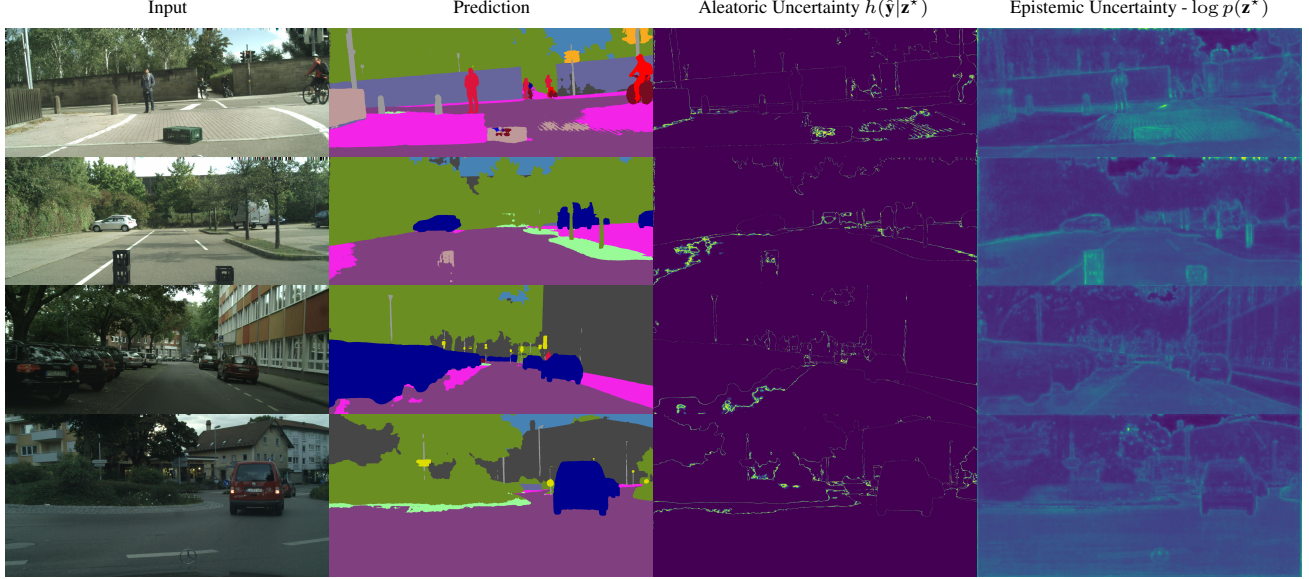 Input
Prediction
Aleatoric Uncertainty h(ŷ|z⋆)
Epistemic Uncertainty - log p(z⋆)